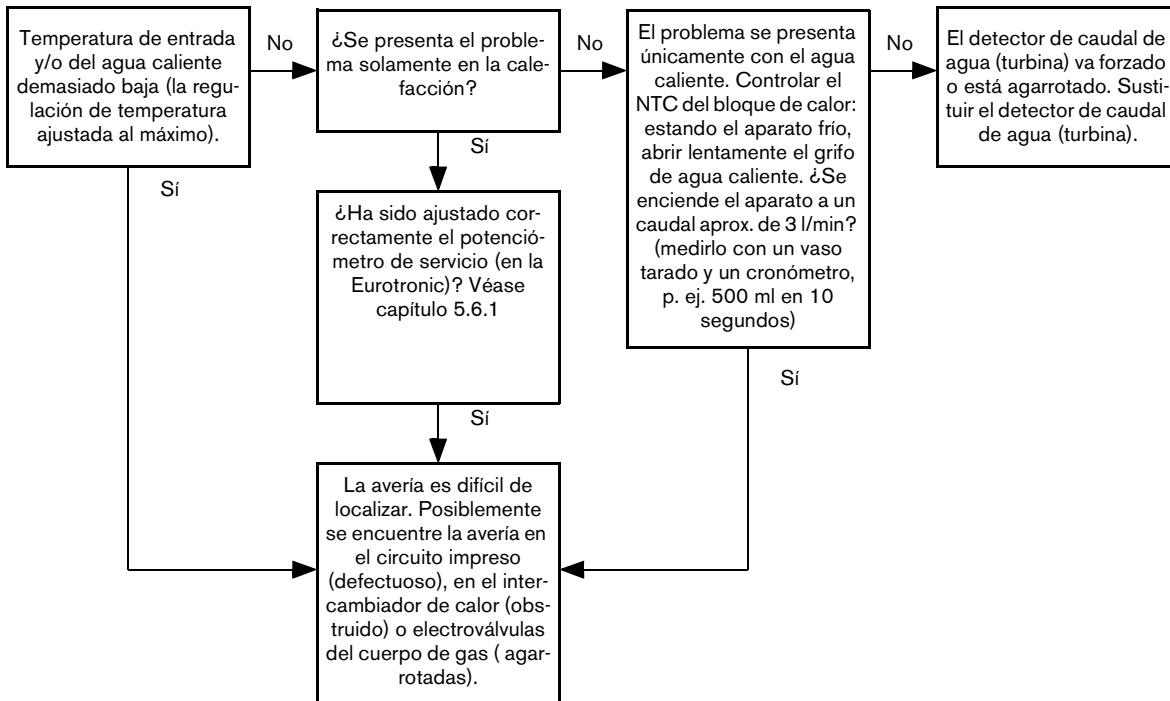 Temperatura de entrada
y/o del agua caliente
demasiado baja (la regu-
lación de temperatura
ajustada al máximo).
No
Sí
¿Se presenta el proble-
ma solamente en la cale-
facción?
No
Sí
El problema se presenta
únicamente con el agua
caliente. Controlar el
NTC del bloque de calor:
estando el aparato frío,
abrir lentamente el grifo
de agua caliente. ¿Se
enciende el aparato a un
caudal aprox. de 3 l/min?
(medirlo con un vaso
tarado y un cronómetro,
p. ej. 500 ml en 10
segundos)
No
Sí
El detector de caudal de
agua (turbina) va forzado
o está agarrotado. Susti-
tuir el detector de caudal
de agua (turbina).
¿Ha sido ajustado cor-
rectamente el potenció-
metro de servicio (en la
Eurotronic)? Véase
capítulo 5.6.1
Sí
La avería es difícil de
localizar. Posiblemente
se encuentre la avería en
el circuito impreso
(defectuoso), en el inter-
cambiador de calor (obs-
truido) o electroválvulas
del cuerpo de gas ( agar-
rotadas).